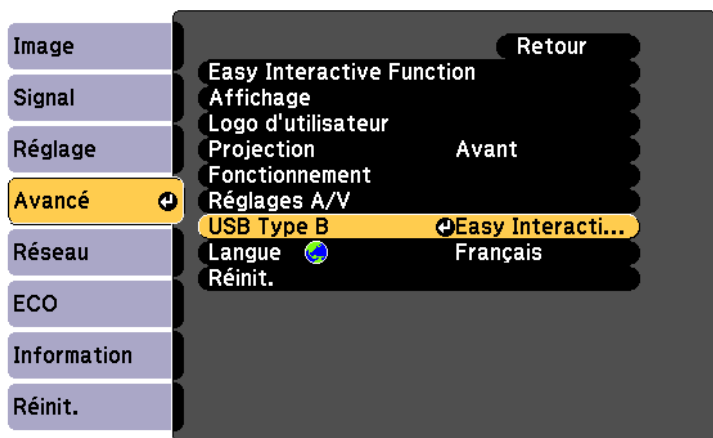 Image
Signal
Réglage
Avancé
Réseau
ECO
Information
Réinit.
Retour
Easy Interactive Function
Affichage
Logo d'utilisateur
Projection Avant
Fonctionnement
Réglages A/V
USB Type B Easy Interacti...
Langue Français
Réinit.